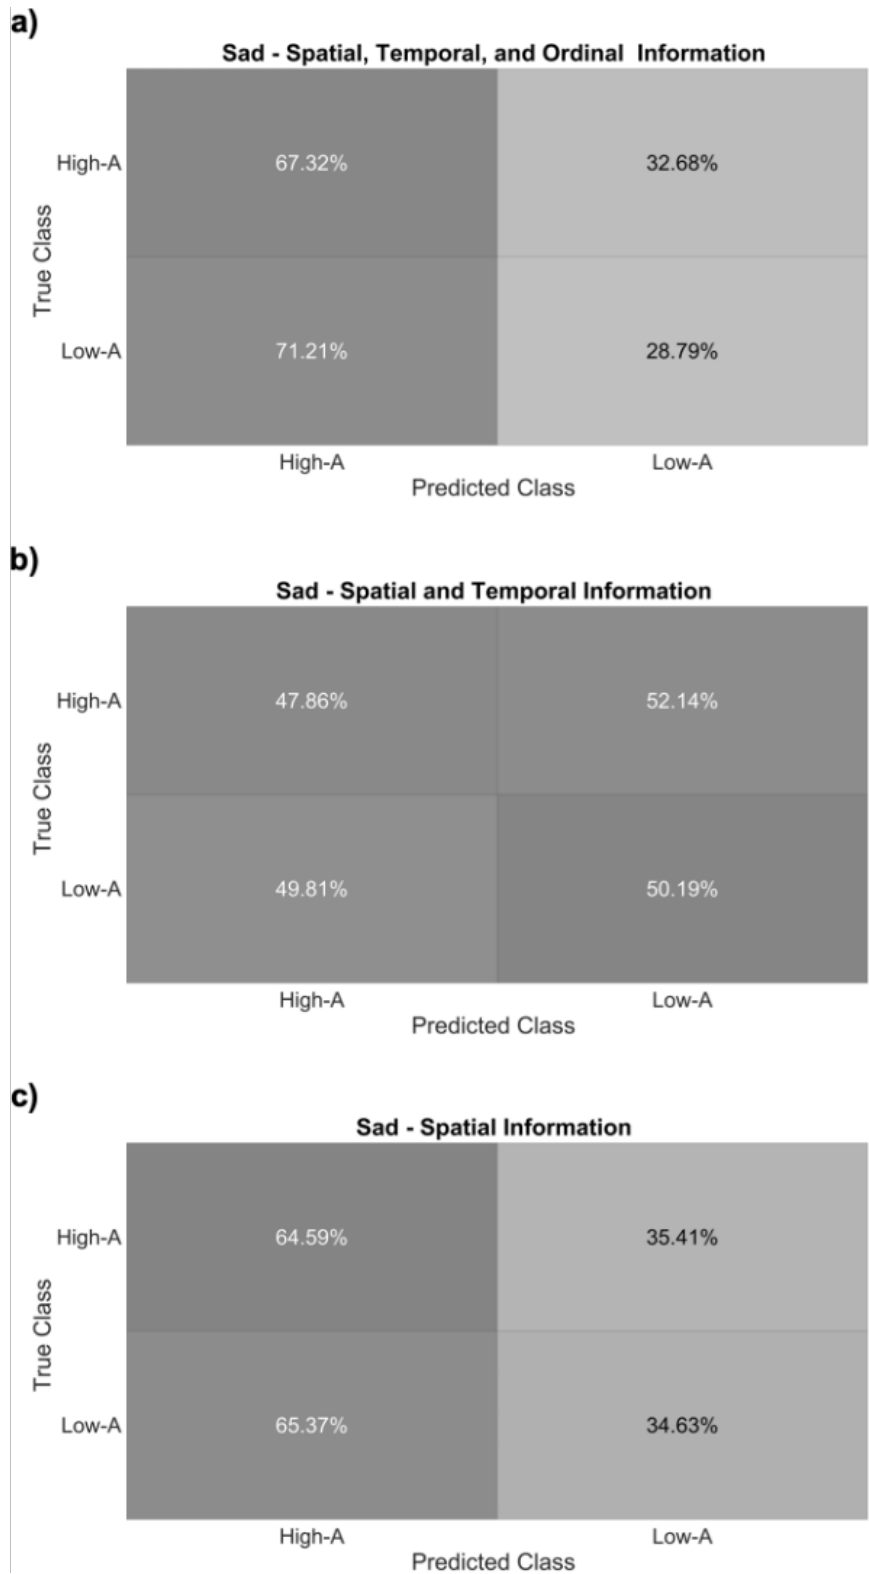 a)
Sad - Spatial, Temporal, and Ordinal  Information
High-A
67.32%
32.68%
True Class
Low-A
71.21%
28.79%
High-A
Low-A
Predicted Class
b)
Sad - Spatial and Temporal Information
High-A
47.86%
52.14%
True Class
Low-A
49.81%
50.19%
High-A
Low-A
Predicted Class
c)
Sad - Spatial Information
High-A
64.59%
35.41%
True Class
Low-A
65.37%
34.63%
High-A
Low-A
Predicted Class